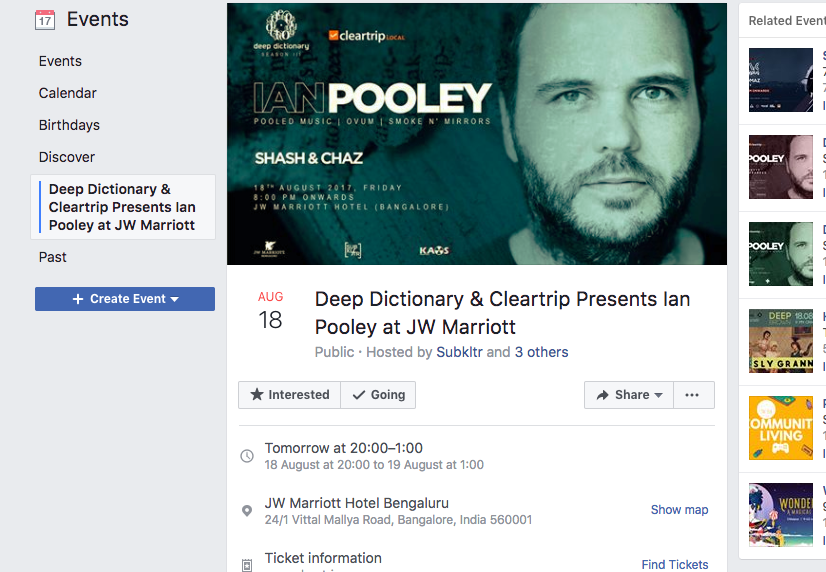 17
Events
Events
Calendar
Birthdays
Discover
Deep Dictionary &
Cleartrip Presents Ian
Pooley at JW Marriott
Past
+ Create Event
deep dictionary
SEASON III
cleartrip LOCAL
IAN POOLEY
POOLED MUSIC | OVUM | SMOKE N' MIRRORS
SHASH & CHAZ
18TH AUGUST 2017, FRIDAY
8:00 PM ONWARDS
JW MARRIOTT HOTEL (BANGALORE)
JW MARRIOTT
AUG
18
Deep Dictionary & Cleartrip Presents Ian
Pooley at JW Marriott
Public · Hosted by Subkltr and 3 others
Interested
Going
Share
Tomorrow at 20:00–1:00
18 August at 20:00 to 19 August at 1:00
JW Marriott Hotel Bengaluru
24/1 Vittal Mallya Road, Bangalore, India 560001
Show map
Ticket information
Find Tickets
Related Event
POOLEY
POOLEY
DEEP
BROWN
18.08
SLY GRANN
COMMUNIT
LIVING
WONDE